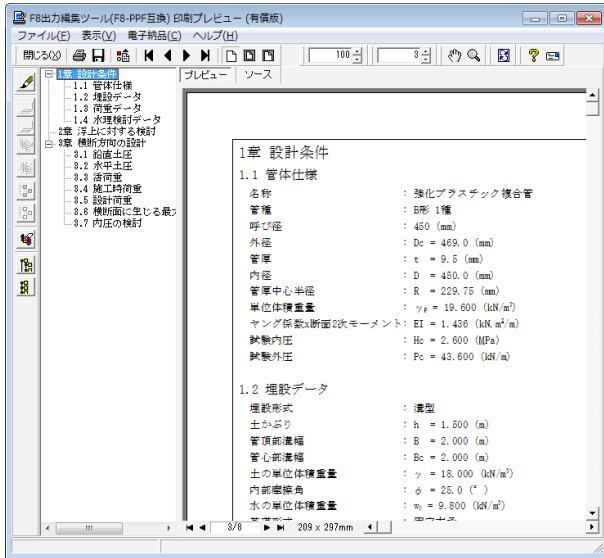 F8出力編集ツール(F8-PPF互換) 印刷プレビュー (有償版)
ファイル(F) 表示(V) 電子納品(C) ヘルプ(H)
閉じる(X) 100 3
プレビュー ソース
1章 設計条件
1.1 管体仕様
1.2 埋設データ
1.3 荷重データ
1.4 水理検討データ
2章 浮上に対する検討
3章 横断方向の設計
3.1 鉛直土圧
3.2 水平土圧
3.3 活荷重
3.4 施工時荷重
3.5 設計荷重
3.6 横断面に生じる最
3.7 内圧の検討
1章 設計条件
1.1 管体仕様
名称 : 強化プラスチック複合管
管種 : B形 1種
呼び径 : 450 (mm)
外径 : Dc = 469.0 (mm)
管厚 : t = 9.5 (mm)
内径 : D = 450.0 (mm)
管厚中心半径 : R = 229.75 (mm)
単位体積重量 : γp = 19.600 (kN/m³)
ヤング係数x断面2次モーメント: EI = 1.436 (kN.m²/m)
試験内圧 : Hc = 2.600 (MPa)
試験外圧 : Pc = 43.600 (kN/m)
1.2 埋設データ
埋設形式 : 溝型
土かぶり : h = 1.500 (m)
管頂部溝幅 : B = 2.000 (m)
管心部溝幅 : Bc = 2.000 (m)
土の単位体積重量 : γ = 18.000 (kN/m³)
内部摩擦角 : φ = 25.0 (°)
水の単位体積重量 : w₀ = 9.800 (kN/m³)
3/8 209 x 297mm